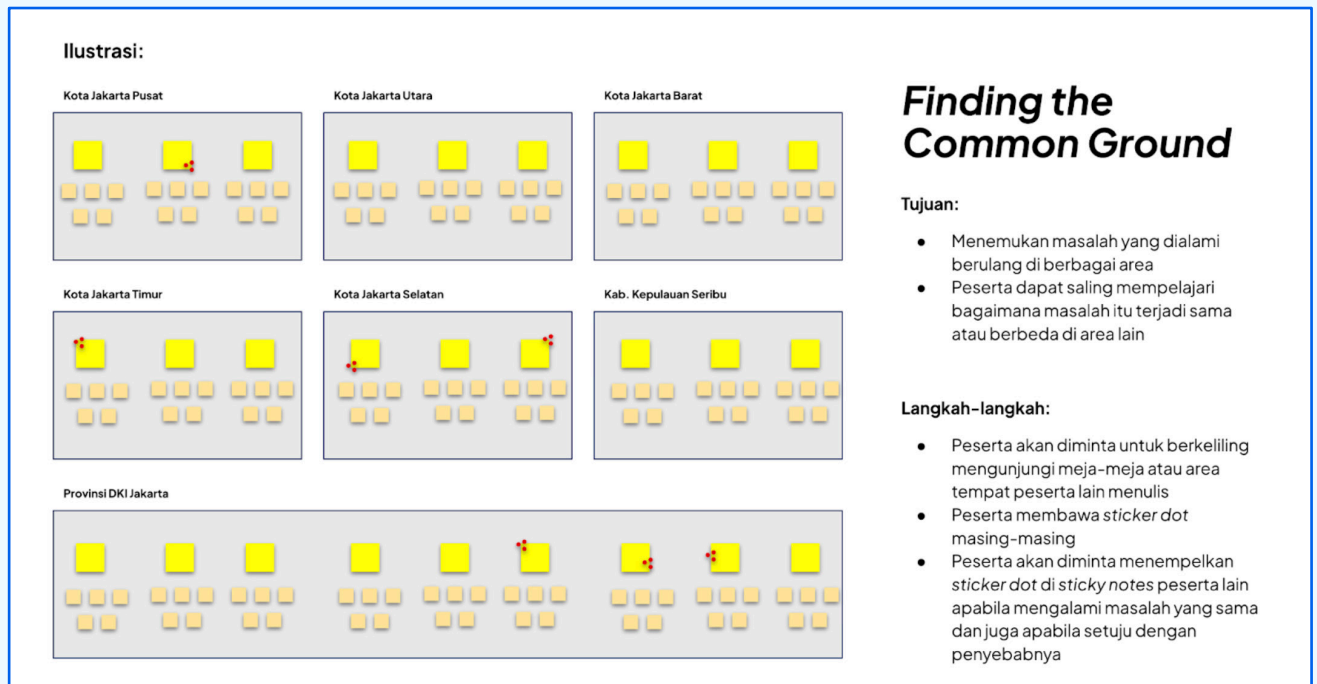 Ilustrasi:
Kota Jakarta Pusat
Kota Jakarta Utara
Kota Jakarta Barat
Kota Jakarta Timur
Kota Jakarta Selatan
Kab. Kepulauan Seribu
Provinsi DKI Jakarta
Finding the
Common Ground
Tujuan:
● Menemukan masalah yang dialami
berulang di berbagai area
● Peserta dapat saling mempelajari
bagaimana masalah itu terjadi sama
atau berbeda di area lain
Langkah-langkah:
● Peserta akan diminta untuk berkeliling
mengunjungi meja-meja atau area
tempat peserta lain menulis
● Peserta membawa sticker dot
masing-masing
● Peserta akan diminta menempelkan
sticker dot di sticky notes peserta lain
apabila mengalami masalah yang sama
dan juga apabila setuju dengan
penyebabnya